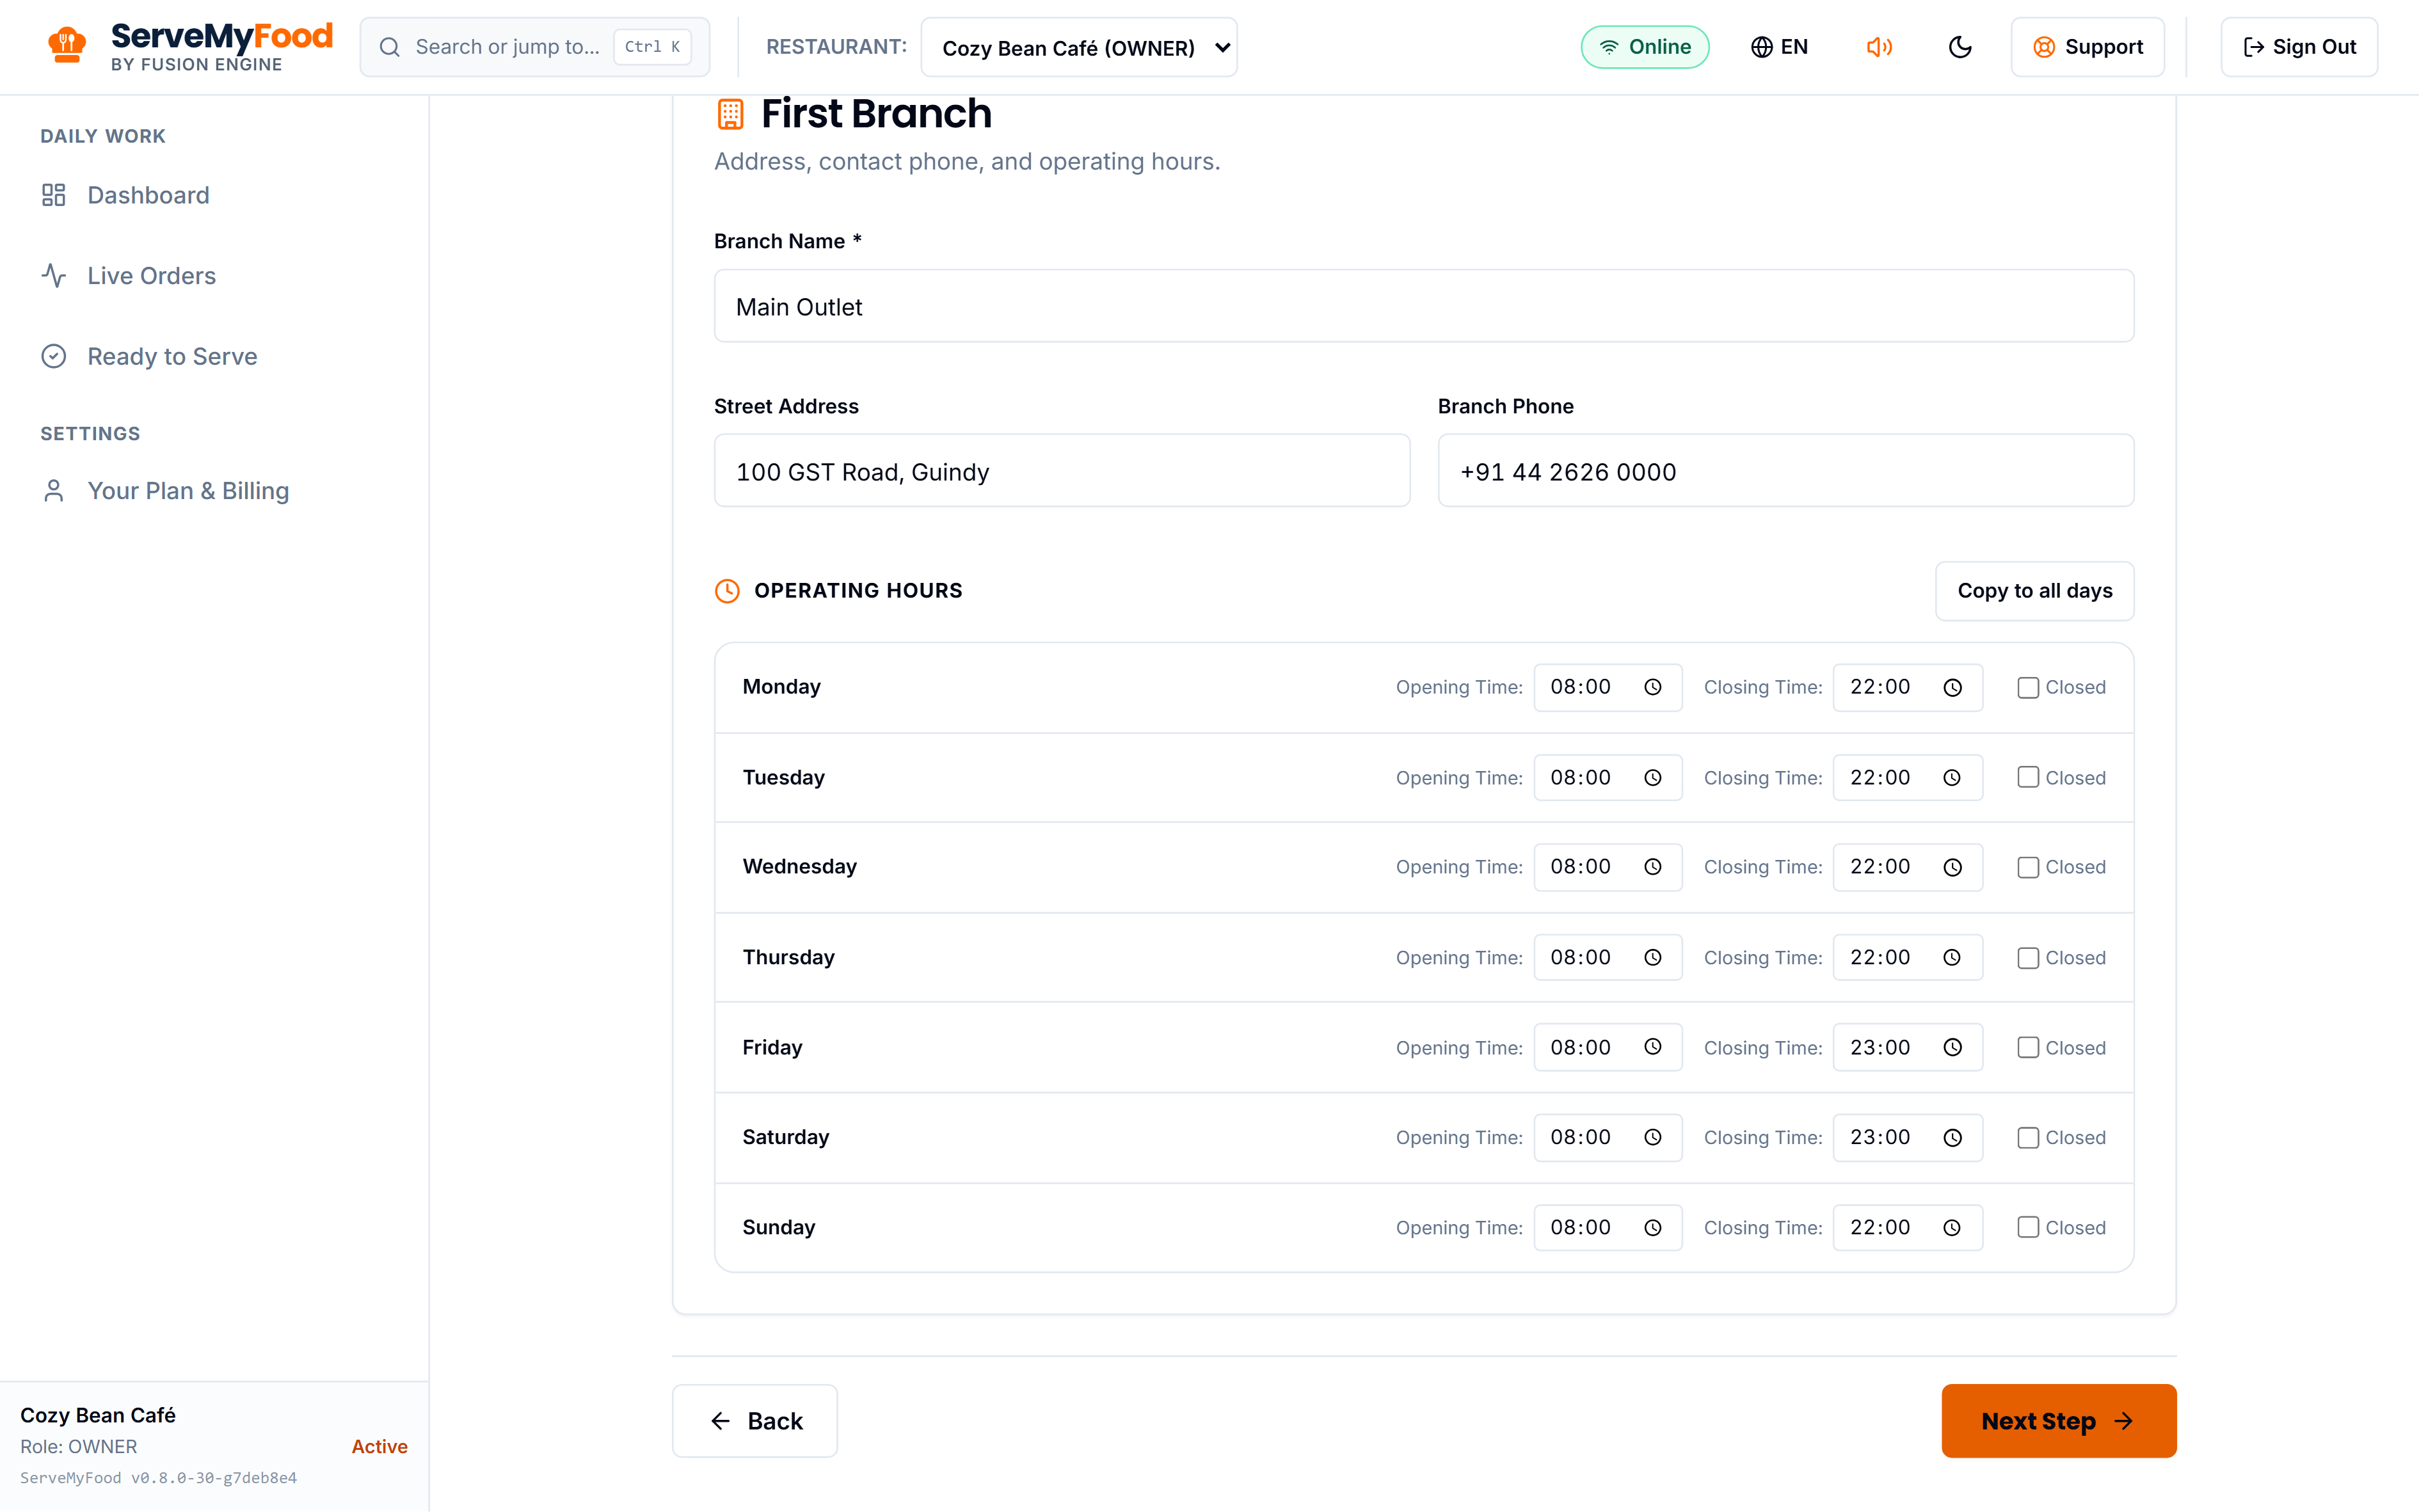 ServeMyFood
BY FUSION ENGINE
Search or jump to... Ctrl K
RESTAURANT: Cozy Bean Café (OWNER)
Online
EN
Support
Sign Out
DAILY WORK
Dashboard
Live Orders
Ready to Serve
SETTINGS
Your Plan & Billing
First Branch
Address, contact phone, and operating hours.
Branch Name *
Main Outlet
Street Address Branch Phone
100 GST Road, Guindy +91 44 2626 0000
OPERATING HOURS Copy to all days
Monday Opening Time: 08:00 Closing Time: 22:00 Closed
Tuesday Opening Time: 08:00 Closing Time: 22:00 Closed
Wednesday Opening Time: 08:00 Closing Time: 22:00 Closed
Thursday Opening Time: 08:00 Closing Time: 22:00 Closed
Friday Opening Time: 08:00 Closing Time: 23:00 Closed
Saturday Opening Time: 08:00 Closing Time: 23:00 Closed
Sunday Opening Time: 08:00 Closing Time: 22:00 Closed
Back Next Step
Cozy Bean Café
Role: OWNER Active
ServeMyFood v0.8.0-30-g7deb8e4